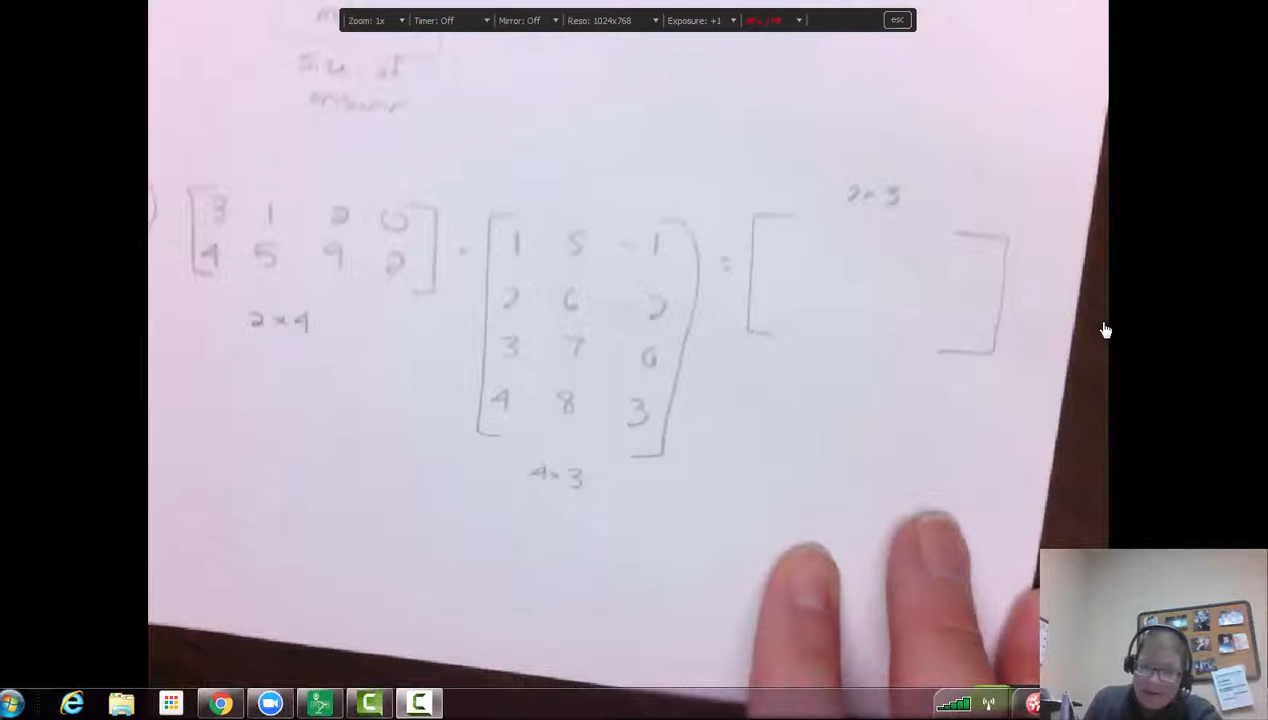 Zoom: 1x Timer: Off Mirror: Off Reso: 1024x768 Exposure: +1 esc
Size of
answer
2 x 3
3 1 2 0
4 5 9 2
2 x 4
·
1 5 -1
2 6 -2
3 7 0
4 8 3
4 x 3
=